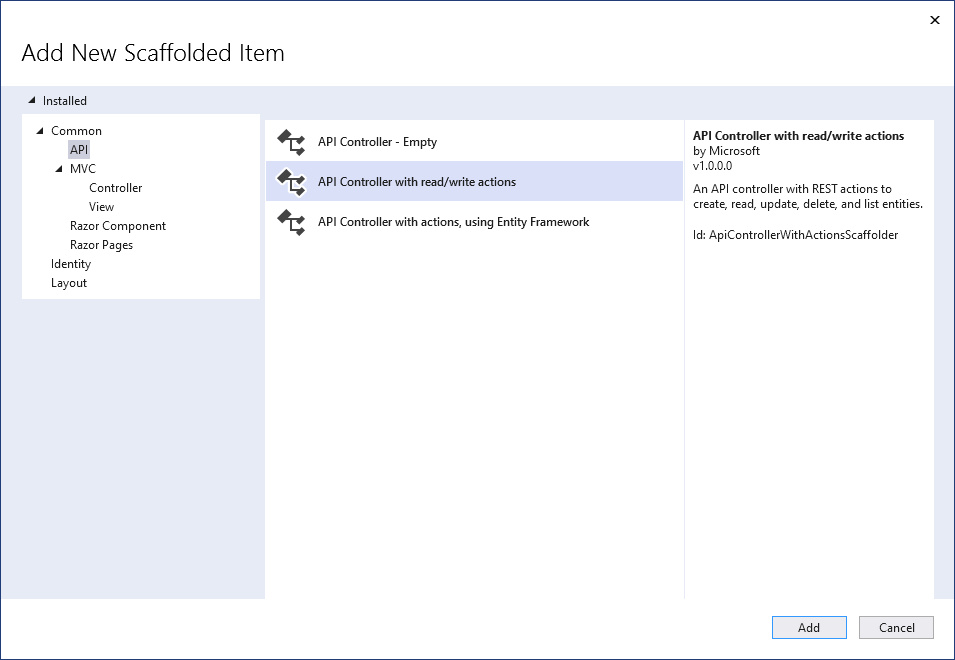 Add New Scaffolded Item
Installed
Common
API
MVC
Controller
View
Razor Component
Razor Pages
Identity
Layout
API Controller - Empty
API Controller with read/write actions
API Controller with actions, using Entity Framework
API Controller with read/write actions
by Microsoft
v1.0.0.0
An API controller with REST actions to
create, read, update, delete, and list entities.
Id: ApiControllerWithActionsScaffolder
Add
Cancel